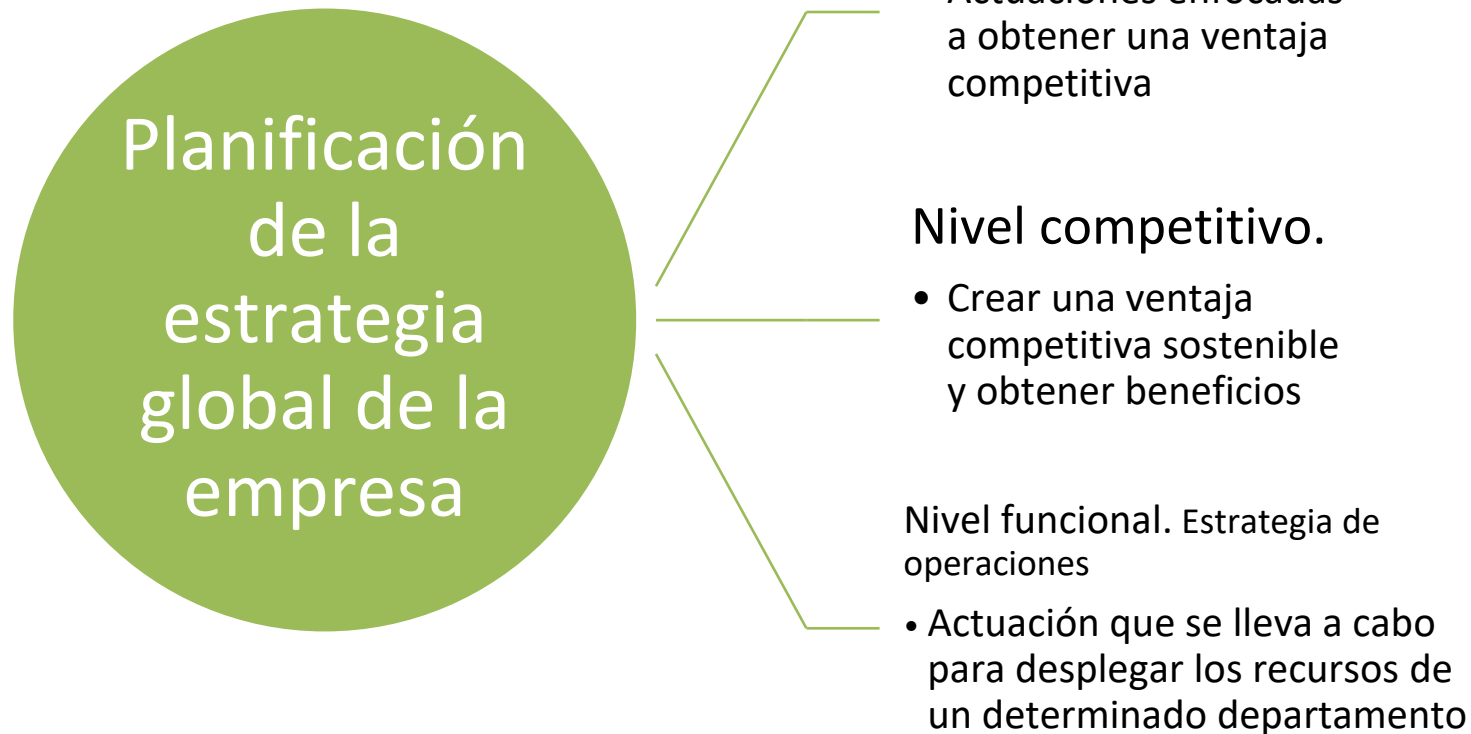 Planificación
de la
estrategia
global de la
empresa
Actuaciones enfocadas
a obtener una ventaja
competitiva
Nivel competitivo.
• Crear una ventaja
competitiva sostenible
y obtener beneficios
Nivel funcional. Estrategia de
operaciones
• Actuación que se lleva a cabo
para desplegar los recursos de
un determinado departamento